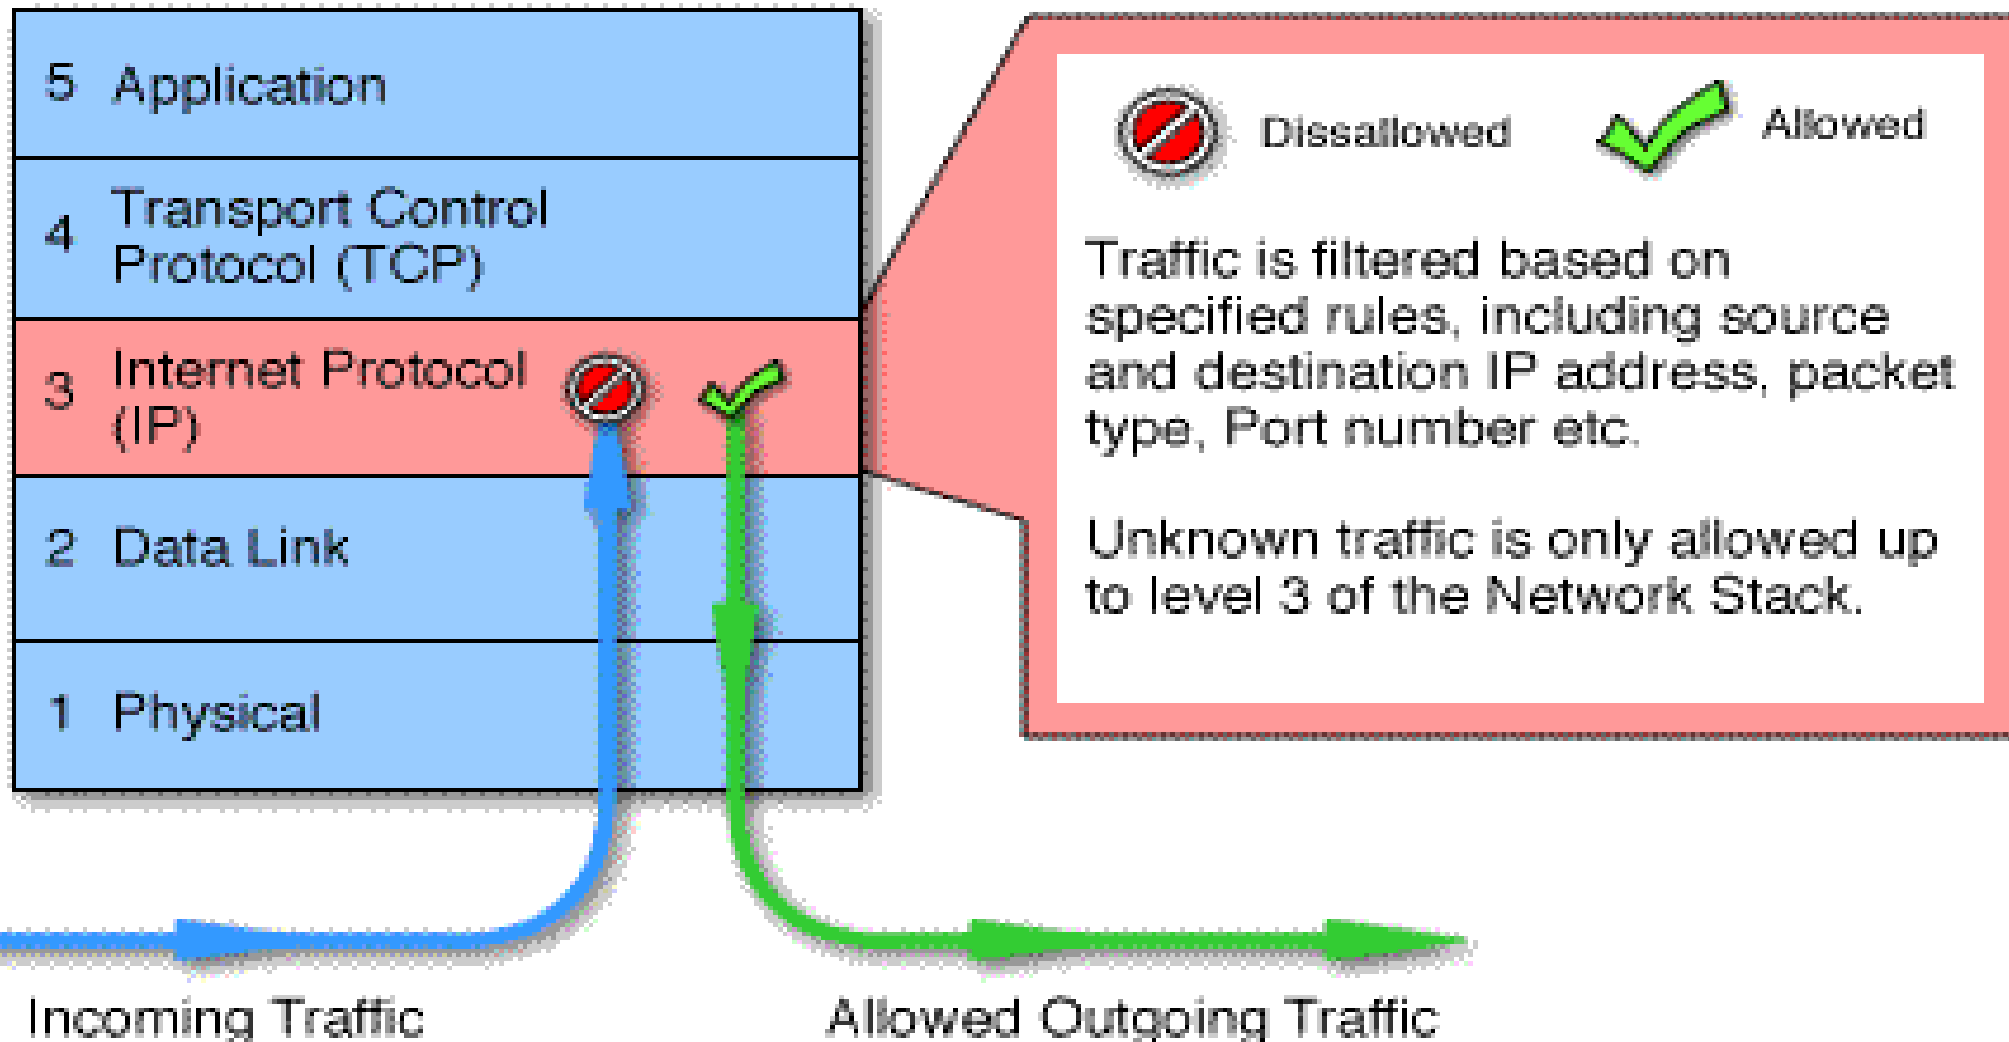 5 Application
4 Transport Control
Protocol (TCP)
3 Internet Protocol
(IP)
2 Data Link
1 Physical
Dissallowed
Allowed
Traffic is filtered based on
specified rules, including source
and destination IP address, packet
type, Port number etc.
Unknown traffic is only allowed up
to level 3 of the Network Stack.
Incoming Traffic
Allowed Outgoing Traffic